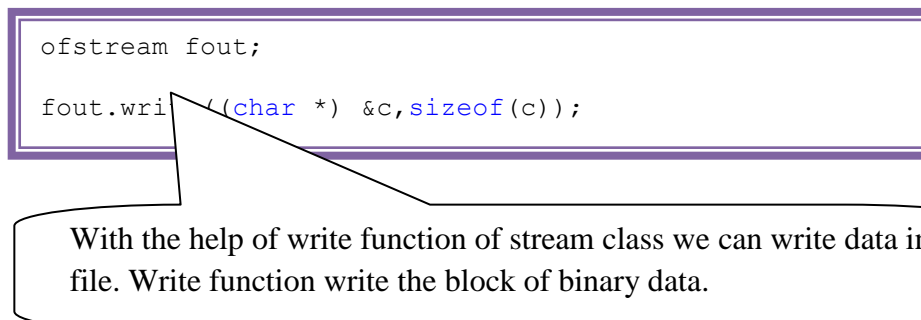 ofstream fout;
fout.wri ((char *) &c,sizeof(c));
With the help of write function of stream class we can write data in
file. Write function write the block of binary data.